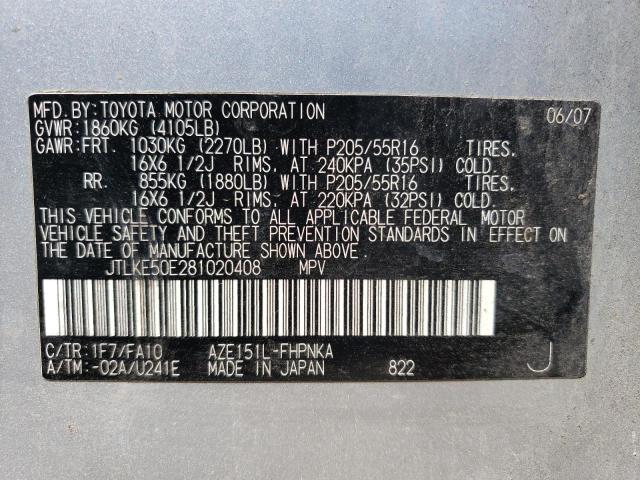 MFD.BY:TOYOTA MOTOR CORPORATION 06/07
GVWR:1860KG (4105LB)
GAWR:FRT. 1030KG (2270LB) WITH P205/55R16 TIRES,
16X6 1/2J RIMS, AT 240KPA (35PSI) COLD
RR. 855KG (1880LB) WITH P205/55R16 TIRES,
16X6 1/2J RIMS, AT 220KPA (32PSI) COLD.
THIS VEHICLE CONFORMS TO ALL APPLICABLE FEDERAL MOTOR
VEHICLE SAFETY AND THEFT PREVENTION STANDARDS IN EFFECT ON
THE DATE OF MANUFACTURE SHOWN ABOVE.
JTLKE50E281020408 MPV
C/TR:1F7/FA10 AZE151L-FHPNKA
A/TM:-02A/U241E MADE IN JAPAN 822 J